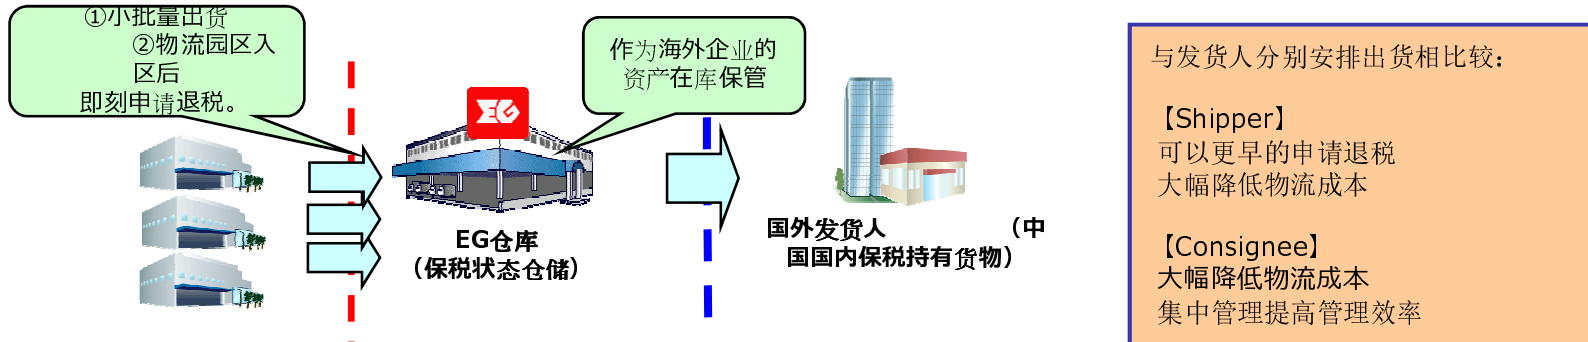 ①小批量出货
②物流园区入
区后
即刻申请退税。
作为海外企业的
资产在库保管
EG
EG仓库
（保税状态仓储）
国外发货人 （中
国国内保税持有货物）
与发货人分别安排出货相比较：
【Shipper】
可以更早的申请退税
大幅降低物流成本
【Consignee】
大幅降低物流成本
集中管理提高管理效率